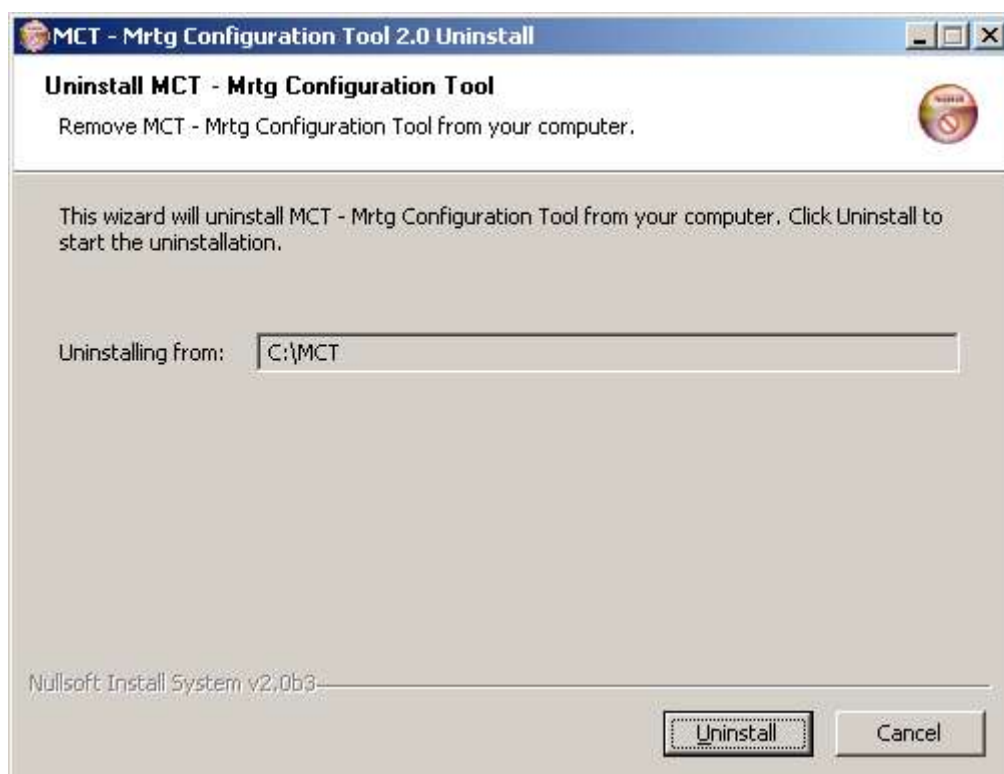 MCT - Mrtg Configuration Tool 2.0 Uninstall
Uninstall MCT - Mrtg Configuration Tool
Remove MCT - Mrtg Configuration Tool from your computer.
This wizard will uninstall MCT - Mrtg Configuration Tool from your computer. Click Uninstall to
start the uninstallation.
Uninstalling from: C:\MCT
Nullsoft Install System v2.0b3
Uninstall Cancel